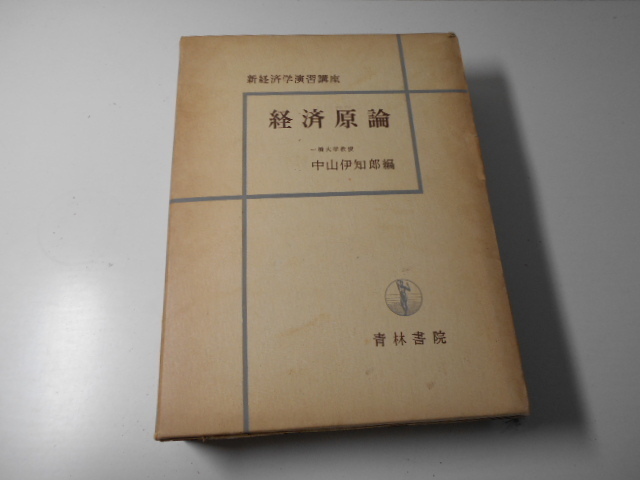 新経済学演習講座
経済原論
一橋大学教授
中山伊知郎編
青林書院